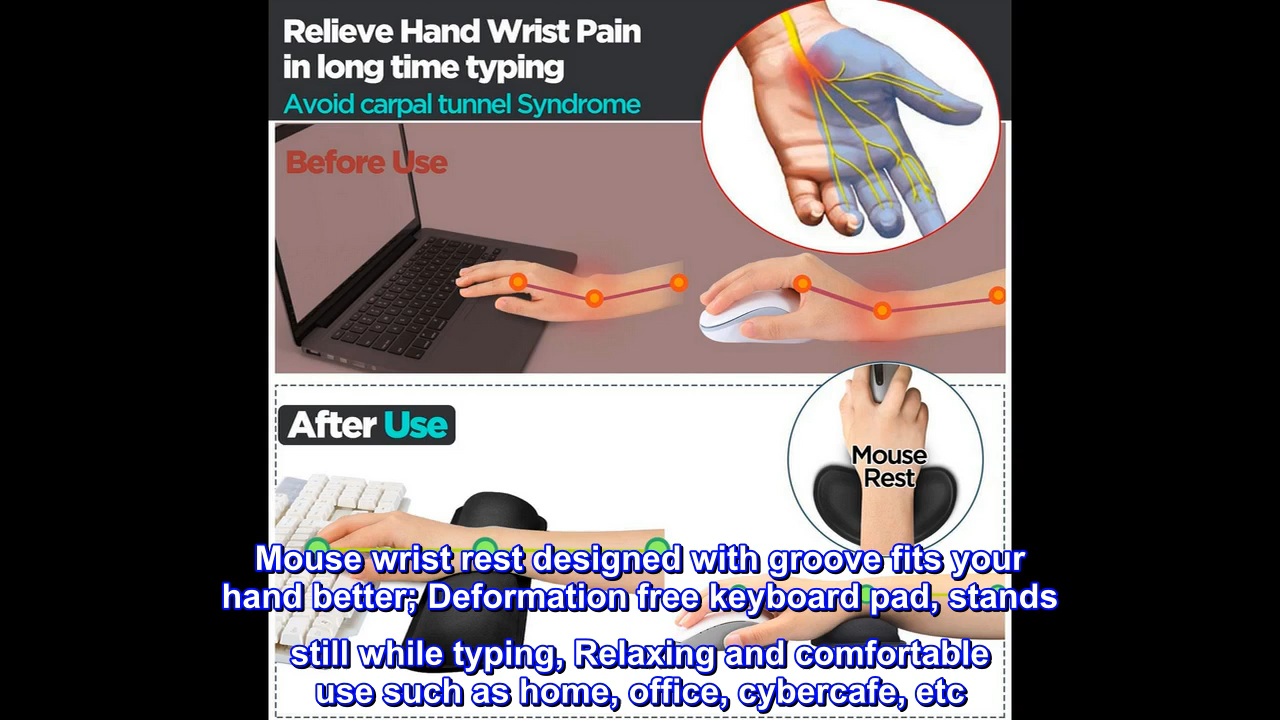 Relieve Hand Wrist Pain
in long time typing
Avoid carpal tunnel Syndrome
Before Use
After Use
Mouse
Rest
Mouse wrist rest designed with groove fits your
hand better; Deformation free keyboard pad, stands
still while typing, Relaxing and comfortable
use such as home, office, cybercafe, etc